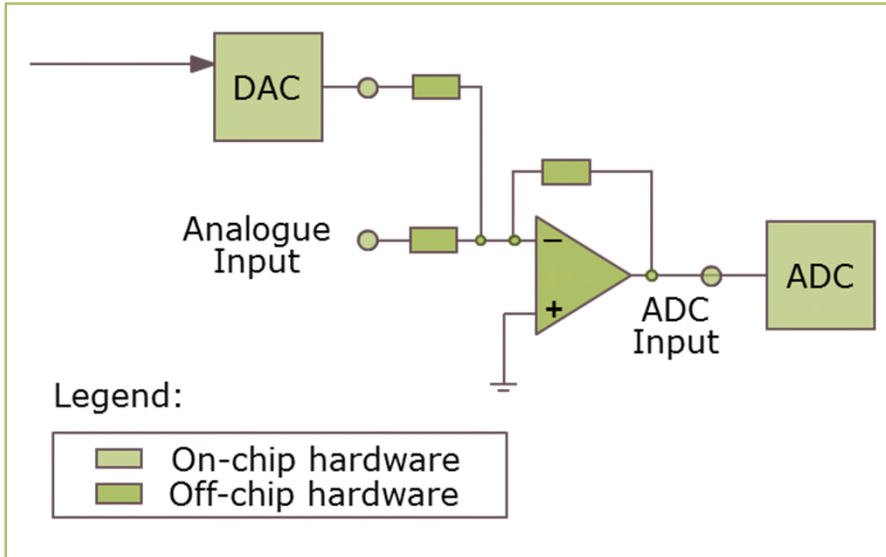 DAC
Analogue
Input
−
+
ADC
Input
ADC
Legend:
On-chip hardware
Off-chip hardware